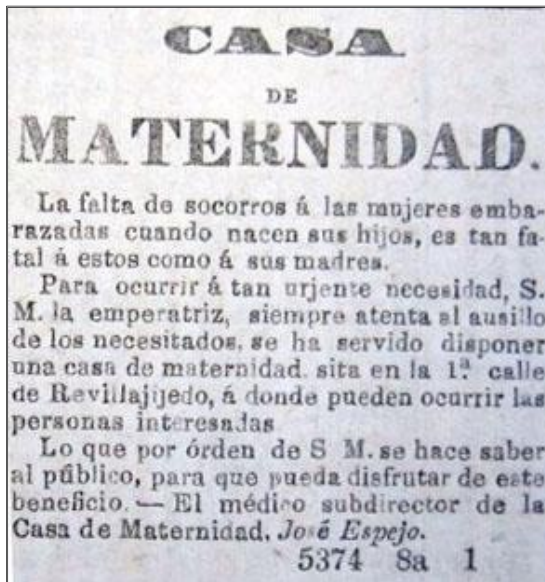 CASA
DE
MATERNIDAD.
La falta de socorros á las mujeres emba-
razadas cuando nacen sus hijos, es tan fa-
tal á estos como á sus madres.
Para ocurrir á tan urjente necesidad, S.
M. la emperatriz, siempre atenta al ausilio
de los necesitados, se ha servido disponer
una casa de maternidad, sita en la 1.ª calle
de Revillajijedo, á donde pueden ocurrir las
personas interesadas
Lo que por órden de S M. se hace saber
al público, para que pueda disfrutar de este
beneficio. — El médico subdirector de la
Casa de Maternidad, José Espejo.
5374 8a 1